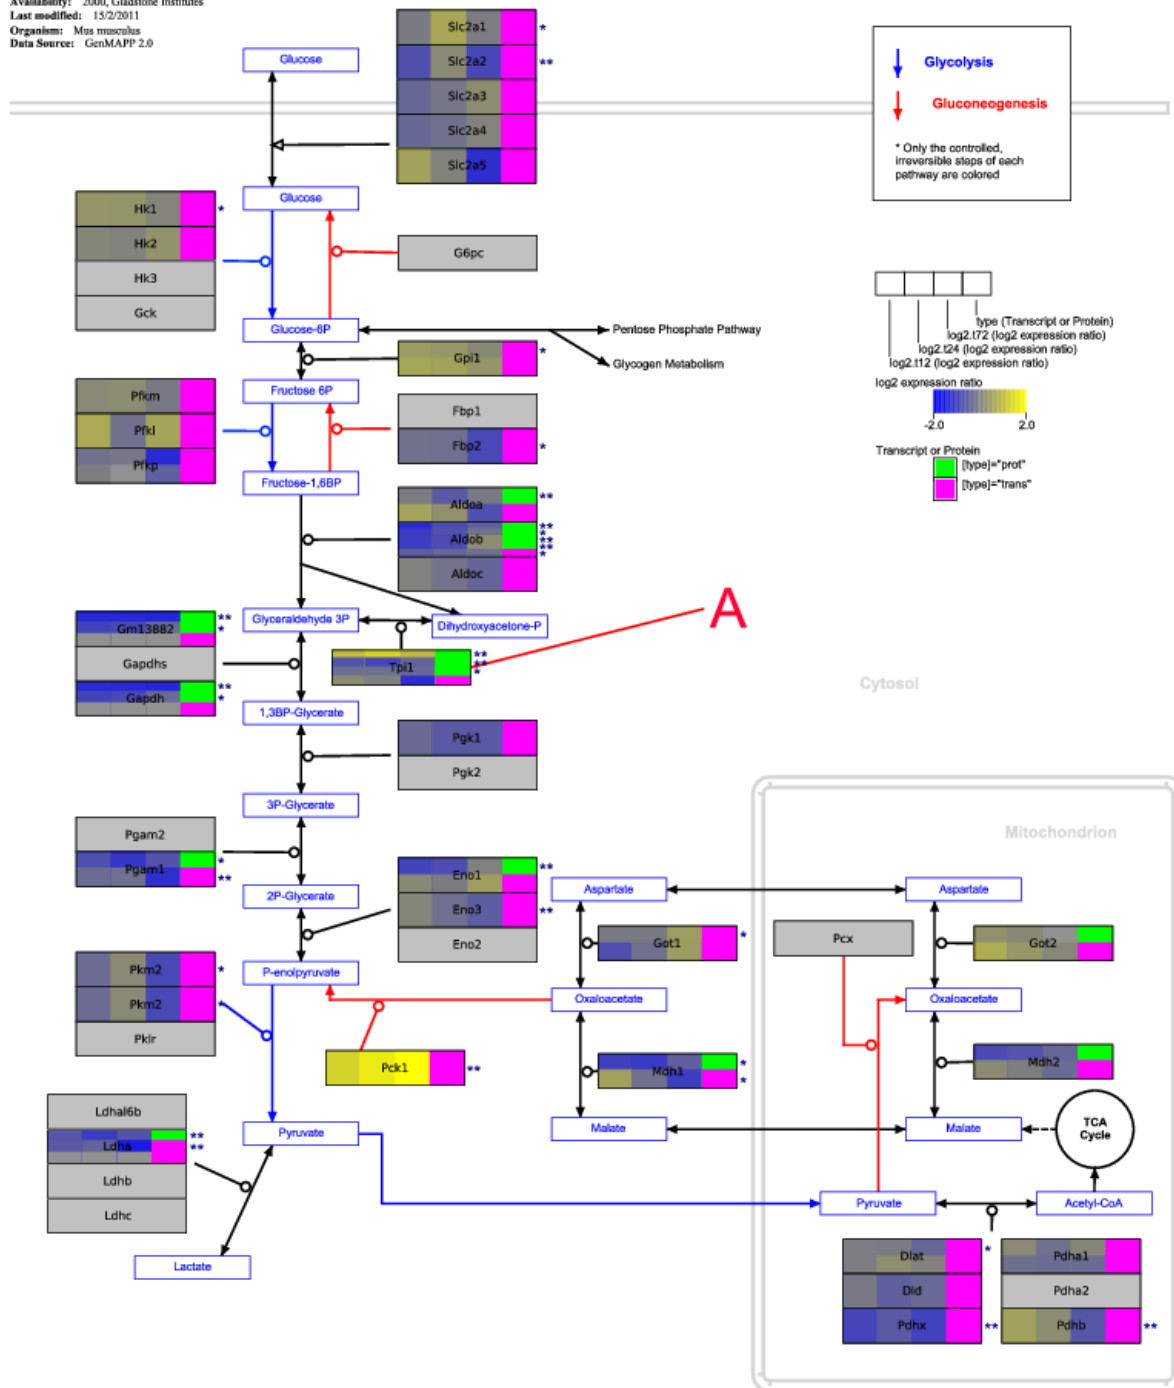 Availability: 2000, Gladstone Institutes
Last modified: 15/2/2011
Organism: Mus musculus
Data Source: GenMAPP 2.0
Glucose
Slc2a1 *
Slc2a2 **
Slc2a3
Slc2a4
Slc2a5
Glycolysis
Gluconeogenesis
* Only the controlled,
irreversible steps of each
pathway are colored
Glucose
Hk1 *
Hk2
Hk3
Gck
G6pc
Glucose-6P
Pentose Phosphate Pathway
Glycogen Metabolism
Gpi1 *
type (Transcript or Protein)
log2.t72 (log2 expression ratio)
log2.t24 (log2 expression ratio)
log2.t12 (log2 expression ratio)
log2 expression ratio
-2.0 2.0
Transcript or Protein
[type]="prot"
[type]="trans"
Fructose 6P
Pfkm
Pfkl
Pfkp
Fbp1
Fbp2 *
Fructose-1,6BP
Aldoa **
Aldob ** * ** ** *
Aldoc
A
Glyceraldehyde 3P
Dihydroxyacetone-P
Gm13882 ** *
Gapdhs
Gapdh ** *
Tpi1 ** ** *
Cytosol
1,3BP-Glycerate
Pgk1
Pgk2
3P-Glycerate
Pgam2
Pgam1 * **
Mitochondrion
2P-Glycerate
Eno1 **
Eno3 **
Eno2
Aspartate
Aspartate
Got1 *
Pcx
Got2
P-enolpyruvate
Pkm2 *
Pkm2 *
Pklr
Oxaloacetate
Oxaloacetate
Pck1 **
Mdh1 * *
Mdh2
Ldhal6b
Ldha ** **
Ldhb
Ldhc
Pyruvate
Malate
Malate
TCA
Cycle
Pyruvate
Acetyl-CoA
Lactate
Dlat *
Dld
Pdhx **
Pdha1
Pdha2
Pdhb **